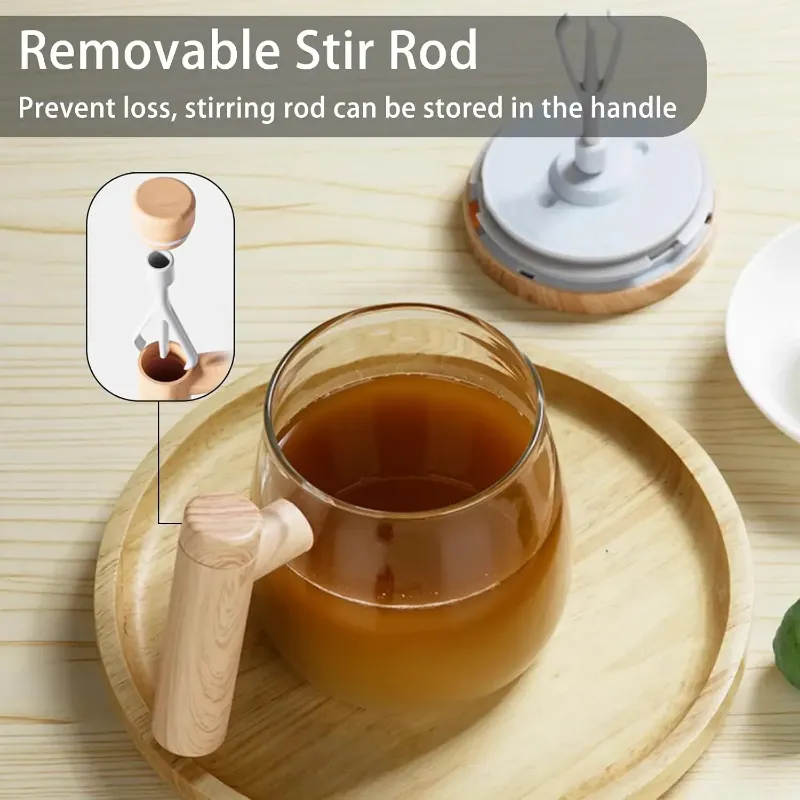 Removable Stir Rod
Prevent loss, stirring rod can be stored in the handle